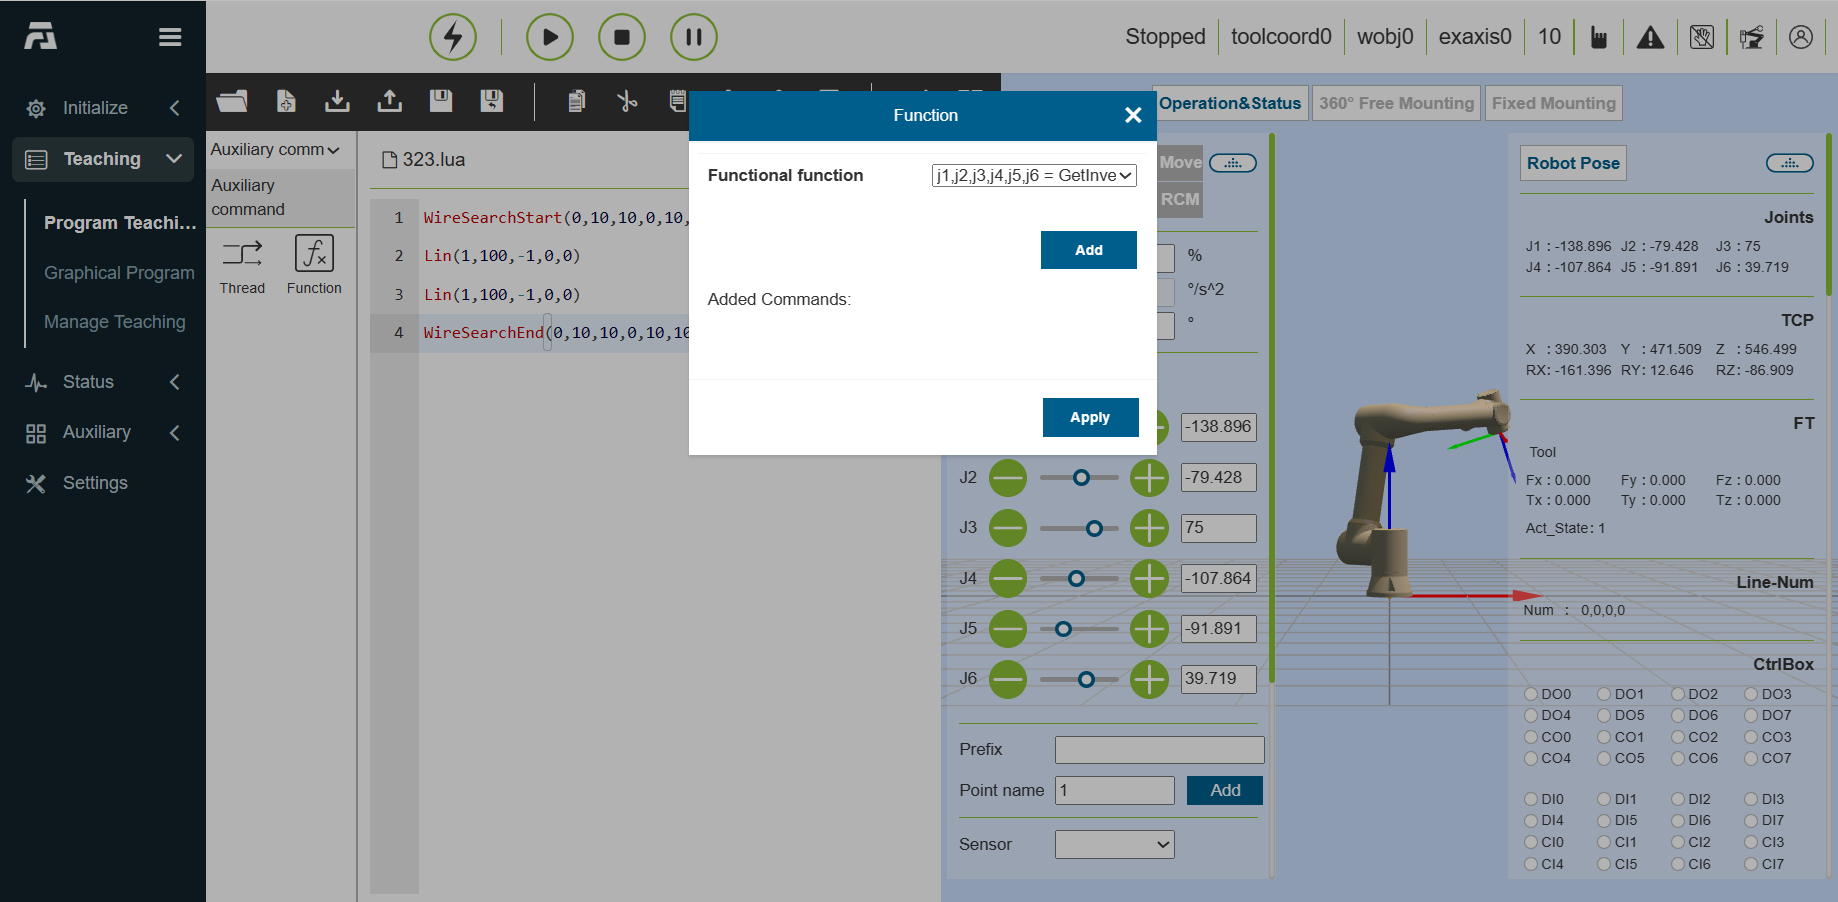 Stopped
toolcoord0
wobj0
exaxis0
10
Initialize
Teaching
Program Teachi...
Graphical Program
Manage Teaching
Status
Auxiliary
Settings
Auxiliary comm
Auxiliary
command
Thread
Function
323.lua
1 WireSearchStart(0,10,10,0,10,
2 Lin(1,100,-1,0,0)
3 Lin(1,100,-1,0,0)
4 WireSearchEnd(0,10,10,0,10,10
Function
Functional function
j1,j2,j3,j4,j5,j6 = GetInve
Add
Added Commands:
Apply
Operation&Status
360° Free Mounting
Fixed Mounting
Move
RCM
%
°/s^2
°
-138.896
J2 -79.428
J3 75
J4 -107.864
J5 -91.891
J6 39.719
Prefix
Point name 1 Add
Sensor
Robot Pose
Joints
J1 : -138.896 J2 : -79.428 J3 : 75
J4 : -107.864 J5 : -91.891 J6 : 39.719
TCP
X : 390.303 Y : 471.509 Z : 546.499
RX: -161.396 RY: 12.646 RZ: -86.909
FT
Tool
Fx : 0.000 Fy : 0.000 Fz : 0.000
Tx : 0.000 Ty : 0.000 Tz : 0.000
Act_State: 1
Line-Num
Num : 0,0,0,0
CtrlBox
DO0 DO1 DO2 DO3
DO4 DO5 DO6 DO7
CO0 CO1 CO2 CO3
CO4 CO5 CO6 CO7
DI0 DI1 DI2 DI3
DI4 DI5 DI6 DI7
CI0 CI1 CI2 CI3
CI4 CI5 CI6 CI7